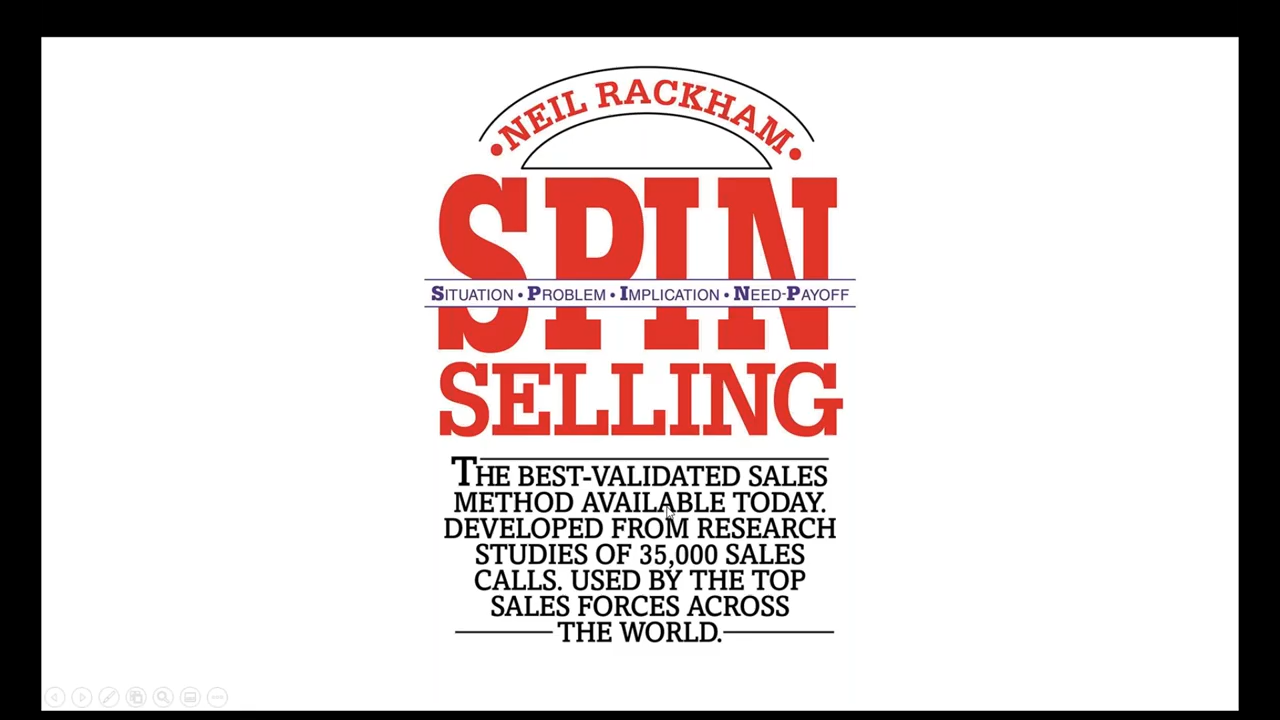 •NEIL RACKHAM•
SPIN
SITUATION • PROBLEM • IMPLICATION • NEED-PAYOFF
SELLING
THE BEST-VALIDATED SALES
METHOD AVAILABLE TODAY.
DEVELOPED FROM RESEARCH
STUDIES OF 35,000 SALES
CALLS. USED BY THE TOP
SALES FORCES ACROSS
THE WORLD.